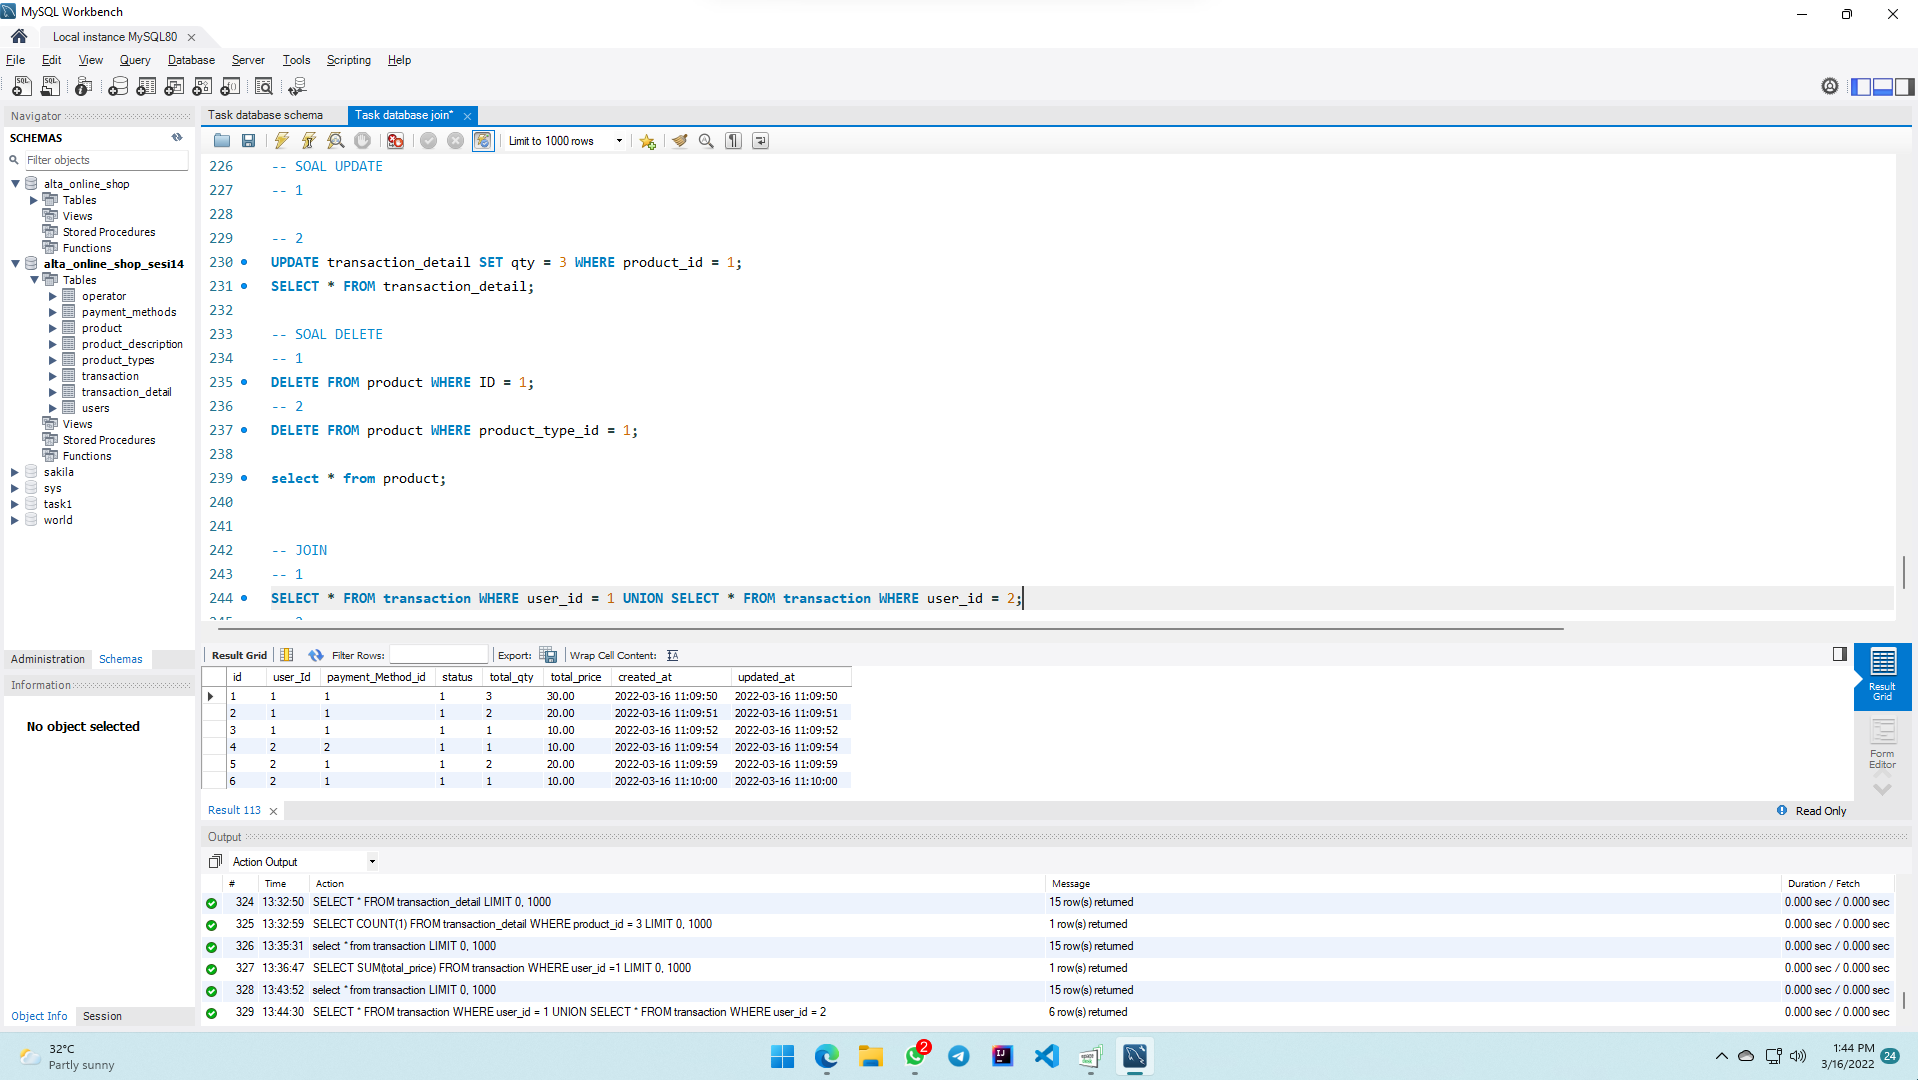 MySQL Workbench
Local instance MySQL80
File Edit View Query Database Server Tools Scripting Help
Navigator
SCHEMAS
Filter objects
alta_online_shop
Tables
Views
Stored Procedures
Functions
alta_online_shop_sesi14
Tables
operator
payment_methods
product
product_description
product_types
transaction
transaction_detail
users
Views
Stored Procedures
Functions
sakila
sys
task1
world
Administration Schemas
Information
No object selected
Object Info Session
Task database schema Task database join*
Limit to 1000 rows
226 -- SOAL UPDATE
227 -- 1
228
229 -- 2
230 UPDATE transaction_detail SET qty = 3 WHERE product_id = 1;
231 SELECT * FROM transaction_detail;
232
233 -- SOAL DELETE
234 -- 1
235 DELETE FROM product WHERE ID = 1;
236 -- 2
237 DELETE FROM product WHERE product_type_id = 1;
238
239 select * from product;
240
241
242 -- JOIN
243 -- 1
244 SELECT * FROM transaction WHERE user_id = 1 UNION SELECT * FROM transaction WHERE user_id = 2;
Result Grid Filter Rows: Export: Wrap Cell Content:
id user_Id payment_Method_id status total_qty total_price created_at updated_at
1 1 1 1 3 30.00 2022-03-16 11:09:50 2022-03-16 11:09:50
2 1 1 1 2 20.00 2022-03-16 11:09:51 2022-03-16 11:09:51
3 1 1 1 1 10.00 2022-03-16 11:09:52 2022-03-16 11:09:52
4 2 2 1 1 10.00 2022-03-16 11:09:54 2022-03-16 11:09:54
5 2 1 1 2 20.00 2022-03-16 11:09:59 2022-03-16 11:09:59
6 2 1 1 1 10.00 2022-03-16 11:10:00 2022-03-16 11:10:00
Result
Grid
Form
Editor
Result 113
Read Only
Output
Action Output
# Time Action Message Duration / Fetch
324 13:32:50 SELECT * FROM transaction_detail LIMIT 0, 1000 15 row(s) returned 0.000 sec / 0.000 sec
325 13:32:59 SELECT COUNT(1) FROM transaction_detail WHERE product_id = 3 LIMIT 0, 1000 1 row(s) returned 0.000 sec / 0.000 sec
326 13:35:31 select * from transaction LIMIT 0, 1000 15 row(s) returned 0.000 sec / 0.000 sec
327 13:36:47 SELECT SUM(total_price) FROM transaction WHERE user_id =1 LIMIT 0, 1000 1 row(s) returned 0.000 sec / 0.000 sec
328 13:43:52 select * from transaction LIMIT 0, 1000 15 row(s) returned 0.000 sec / 0.000 sec
329 13:44:30 SELECT * FROM transaction WHERE user_id = 1 UNION SELECT * FROM transaction WHERE user_id = 2 6 row(s) returned 0.000 sec / 0.000 sec
32°C
Partly sunny
2
1:44 PM
3/16/2022
24